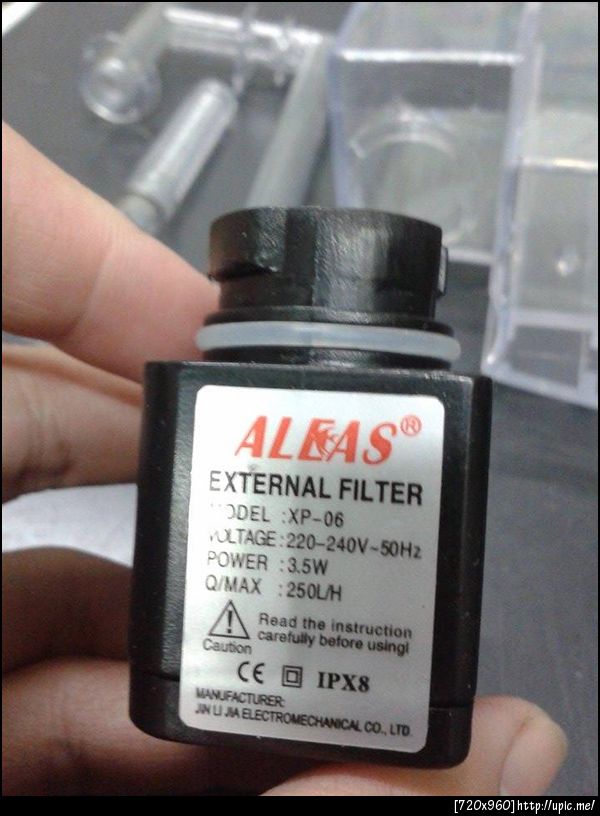 ALEAS®
EXTERNAL FILTER
MODEL :XP-06
VOLTAGE:220-240V~50Hz
POWER :3.5W
Q/MAX :250L/H
Read the instruction
carefully before using!
Caution
CE IPX8
MANUFACTURER:
JIN LI JIA ELECTROMECHANICAL CO., LTD.
[720x960]http://upic.me/